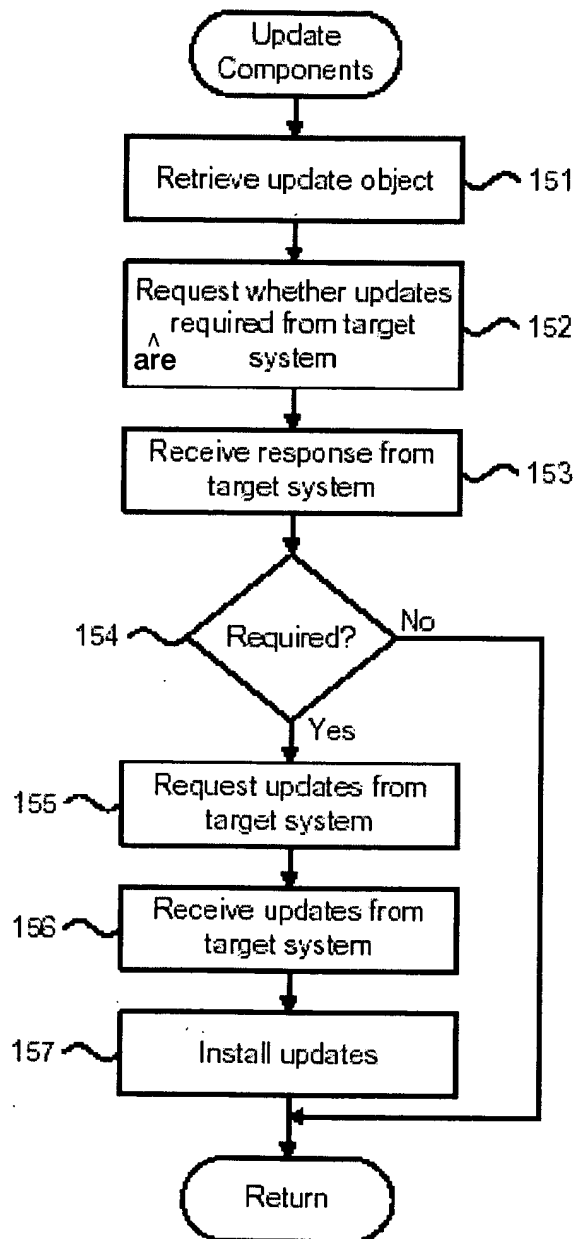 Update
Components
Retrieve update object
151
Request whether updates
^
required from target
are
system
152
Receive response from
target system
153
154
Required?
No
Yes
155
Request updates from
target system
156
Receive updates from
target system
157
Install updates
Return